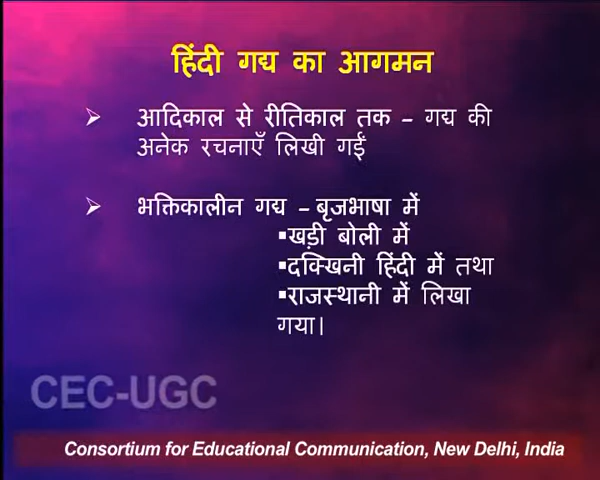 हिंदी गद्य का आगमन
➢ आदिकाल से रीतिकाल तक – गद्य की
अनेक रचनाएँ लिखी गईं
➢ भक्तिकालीन गद्य – बृजभाषा में
▪खड़ी बोली में
▪दक्खिनी हिंदी में तथा
▪राजस्थानी में लिखा
गया।
CEC-UGC
Consortium for Educational Communication, New Delhi, India